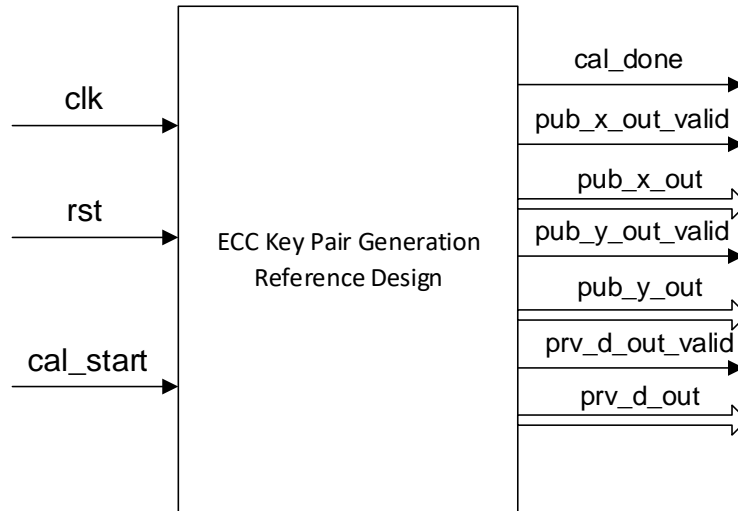 clk
rst
cal_start
ECC Key Pair Generation
Reference Design
cal_done
pub_x_out_valid
pub_x_out
pub_y_out_valid
pub_y_out
prv_d_out_valid
prv_d_out